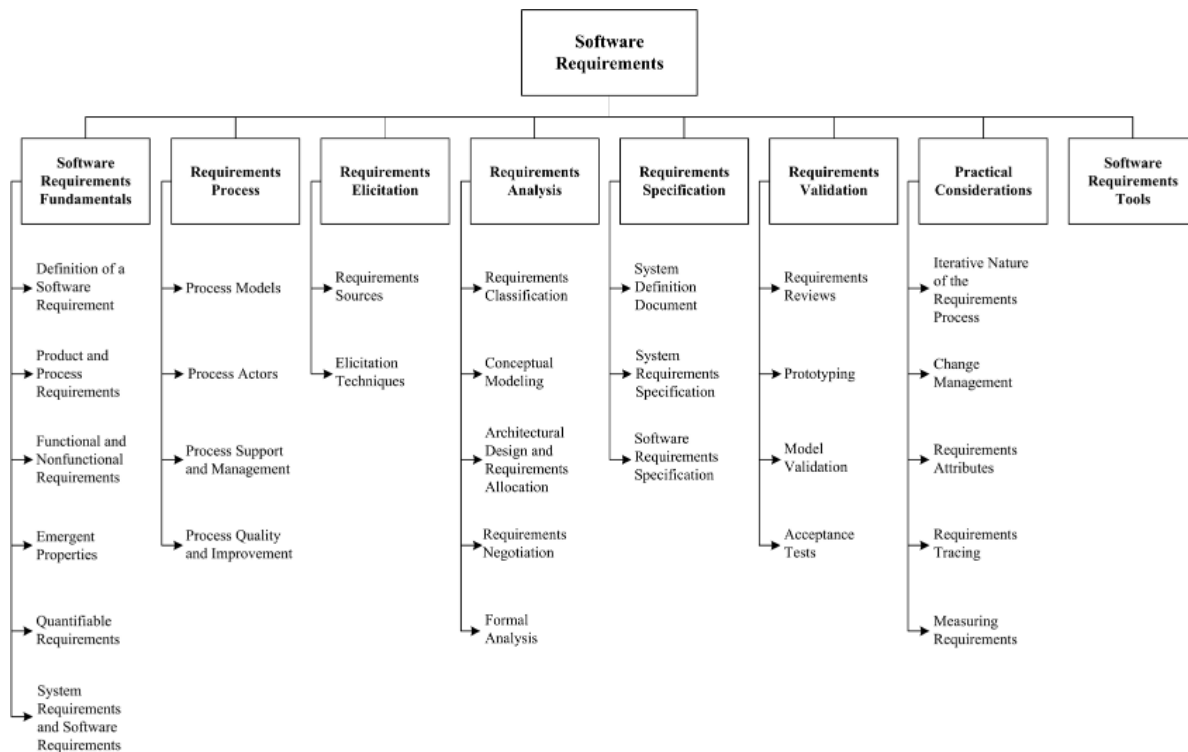 Software
Requirements
Software
Requirements
Fundamentals
Requirements
Process
Requirements
Elicitation
Requirements
Analysis
Requirements
Specification
Requirements
Validation
Practical
Considerations
Software
Requirements
Tools
Definition of a
Software
Requirement
Product and
Process
Requirements
Functional and
Nonfunctional
Requirements
Emergent
Properties
Quantifiable
Requirements
System
Requirements
and Software
Requirements
Process Models
Process Actors
Process Support
and Management
Process Quality
and Improvement
Requirements
Sources
Elicitation
Techniques
Requirements
Classification
Conceptual
Modeling
Architectural
Design and
Requirements
Allocation
Requirements
Negotiation
Formal
Analysis
System
Definition
Document
System
Requirements
Specification
Software
Requirements
Specification
Requirements
Reviews
Prototyping
Model
Validation
Acceptance
Tests
Iterative Nature
of the
Requirements
Process
Change
Management
Requirements
Attributes
Requirements
Tracing
Measuring
Requirements